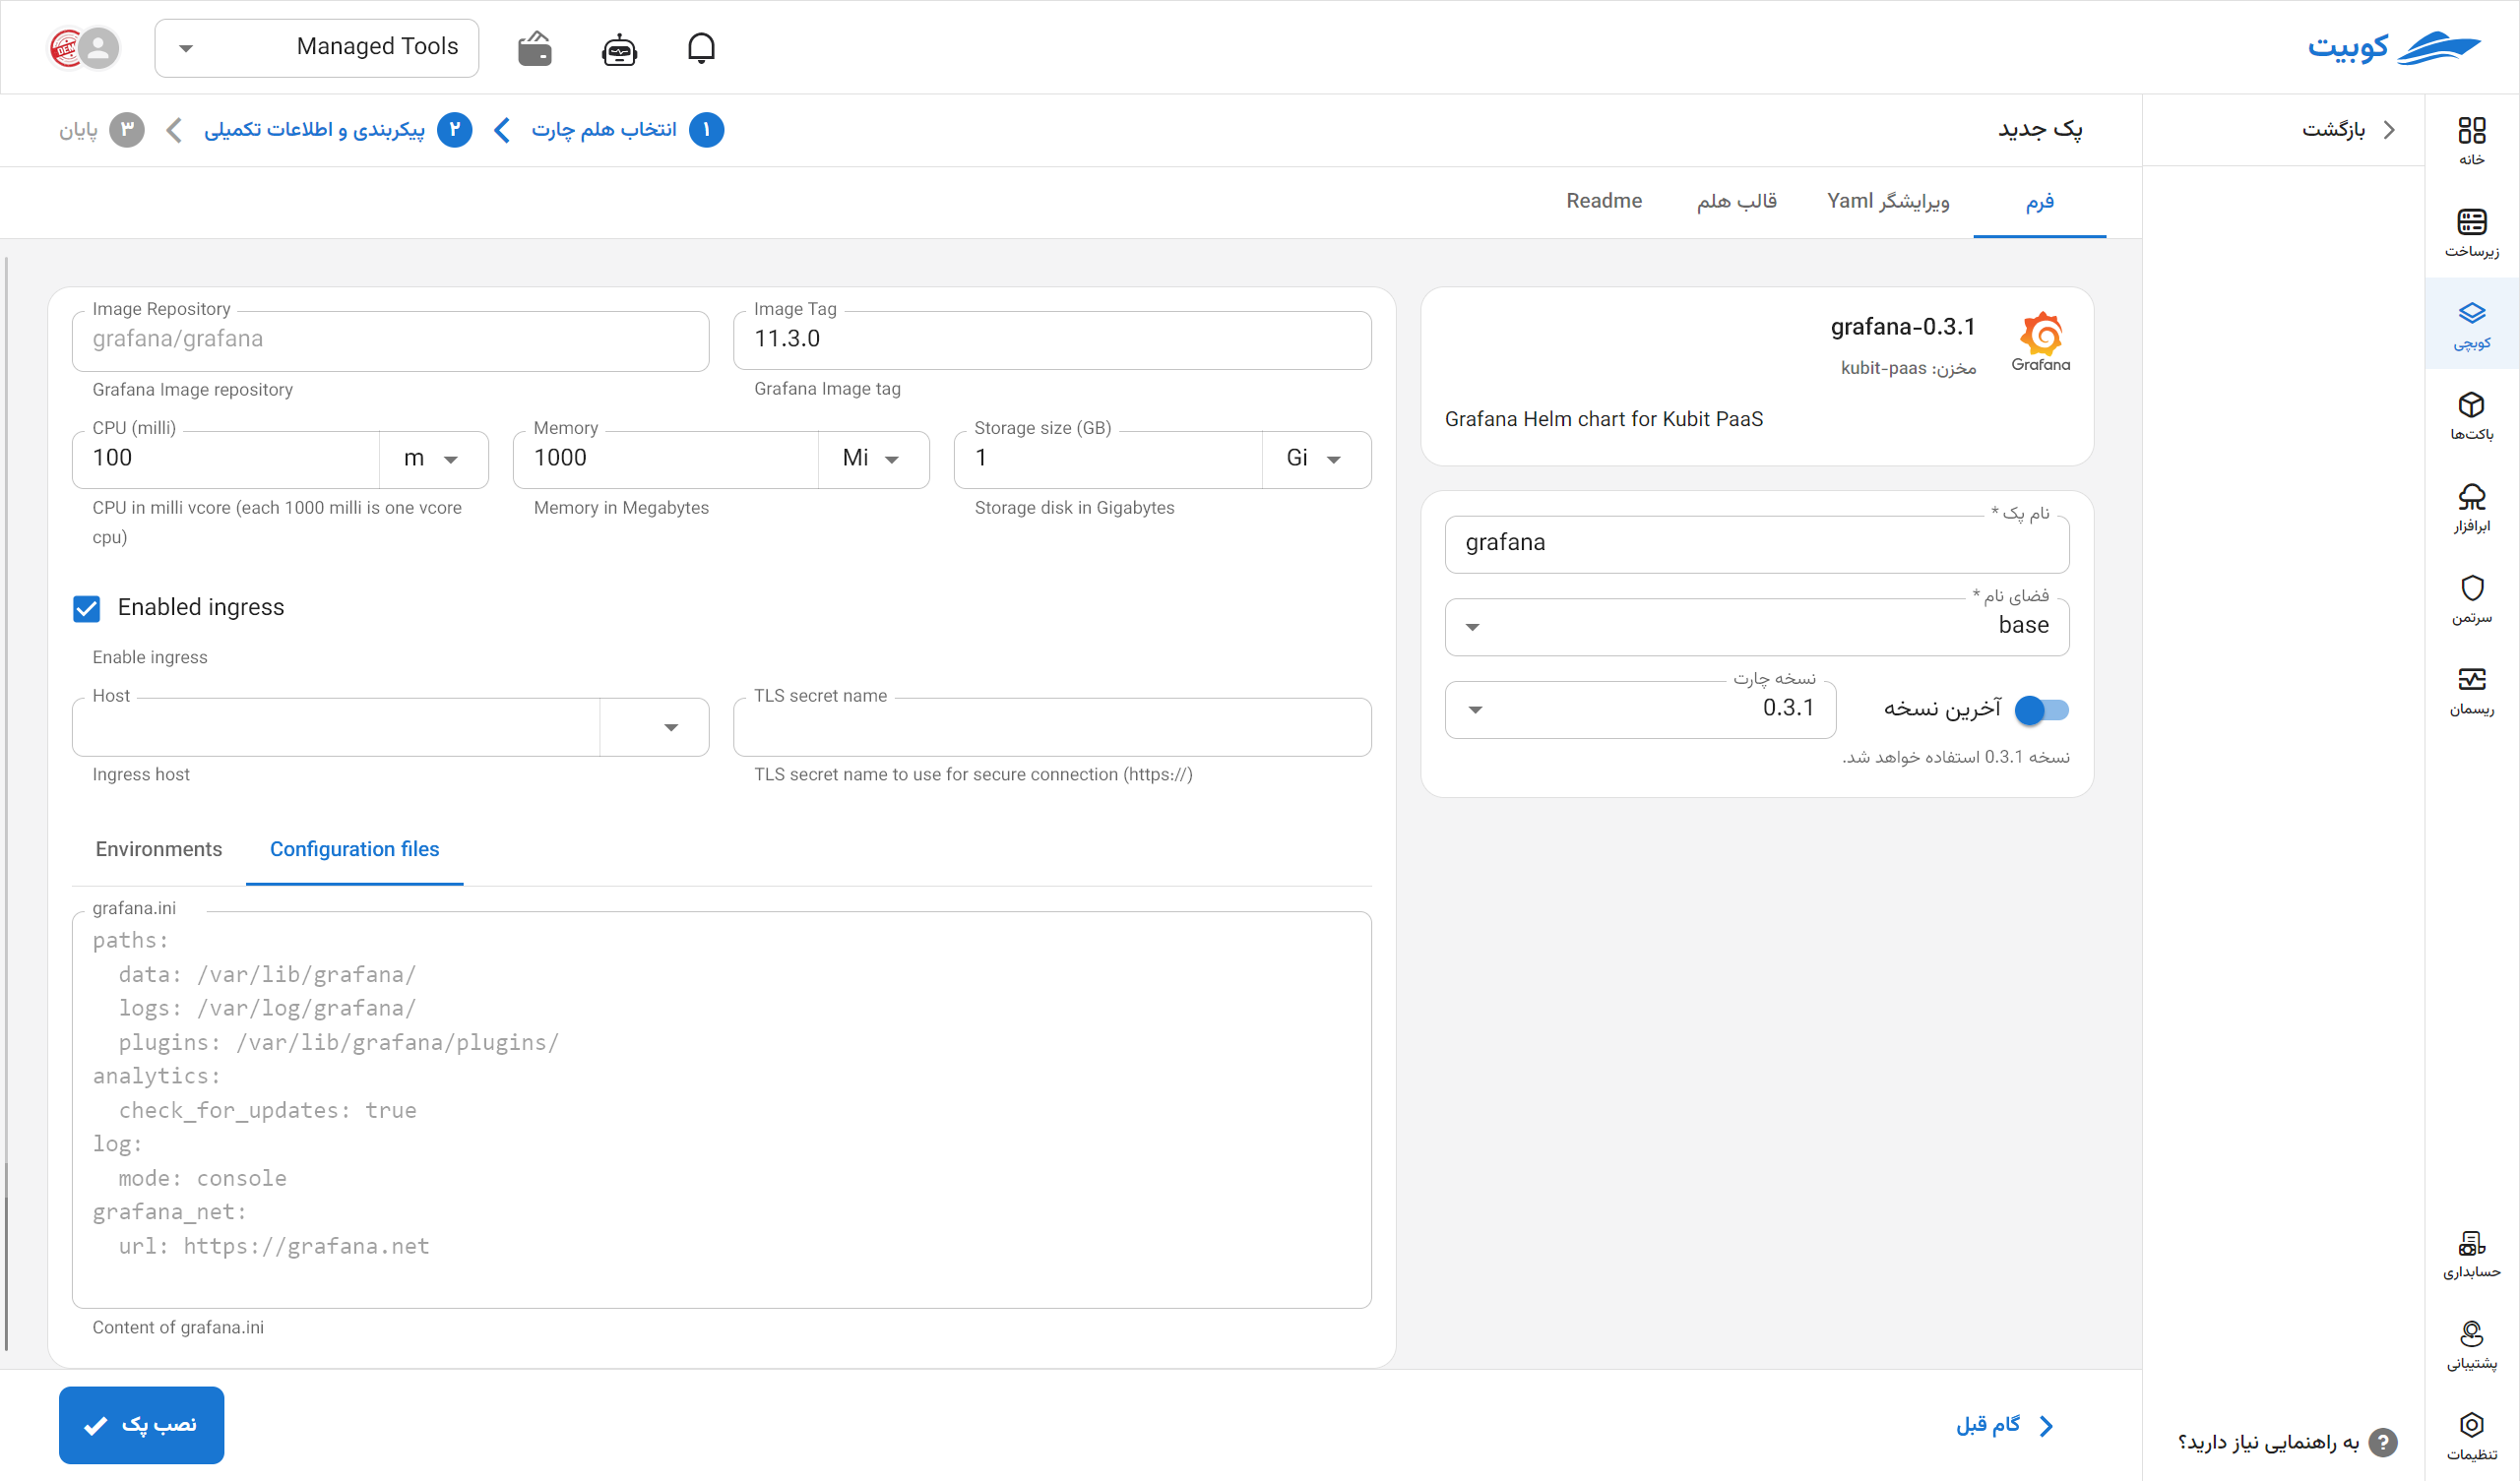 کوبیت
Managed Tools
DEM
بازگشت
پک جدید
۱ انتخاب هلم چارت
۲ پیکربندی و اطلاعات تکمیلی
۳ پایان
فرم
ویرایشگر Yaml
قالب هلم
Readme
خانه
زیرساخت
کوبچی
باکت‌ها
ابرافزار
سرتمن
ریسمان
حسابداری
پشتیبانی
تنظیمات
grafana-0.3.1
مخزن: kubit-paas
Grafana
Grafana Helm chart for Kubit PaaS
نام پک *
grafana
فضای نام *
base
آخرین نسخه
نسخه چارت
0.3.1
نسخه 0.3.1 استفاده خواهد شد.
Image Repository
grafana/grafana
Grafana Image repository
Image Tag
11.3.0
Grafana Image tag
CPU (milli)
100 m
CPU in milli vcore (each 1000 milli is one vcore
cpu)
Memory
1000 Mi
Memory in Megabytes
Storage size (GB)
1 Gi
Storage disk in Gigabytes
Enabled ingress
Enable ingress
Host
Ingress host
TLS secret name
TLS secret name to use for secure connection (https://)
Environments
Configuration files
grafana.ini
paths:
data: /var/lib/grafana/
logs: /var/log/grafana/
plugins: /var/lib/grafana/plugins/
analytics:
check_for_updates: true
log:
mode: console
grafana_net:
url: https://grafana.net
Content of grafana.ini
گام قبل
نصب پک
به راهنمایی نیاز دارید؟